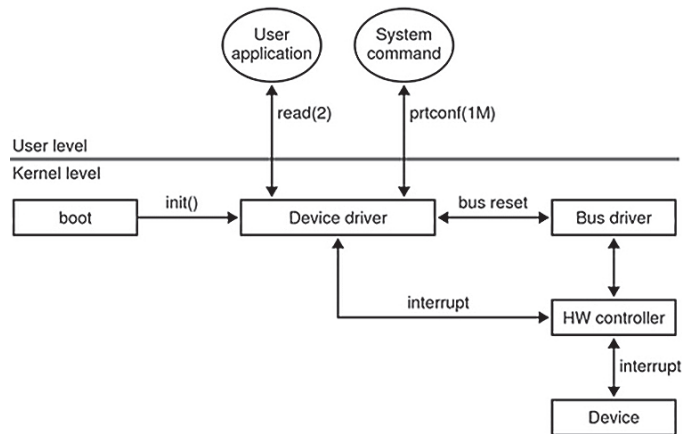 User
application
System
command
read(2)
prtconf(1M)
User level
Kernel level
boot
init()
Device driver
bus reset
Bus driver
interrupt
HW controller
interrupt
Device